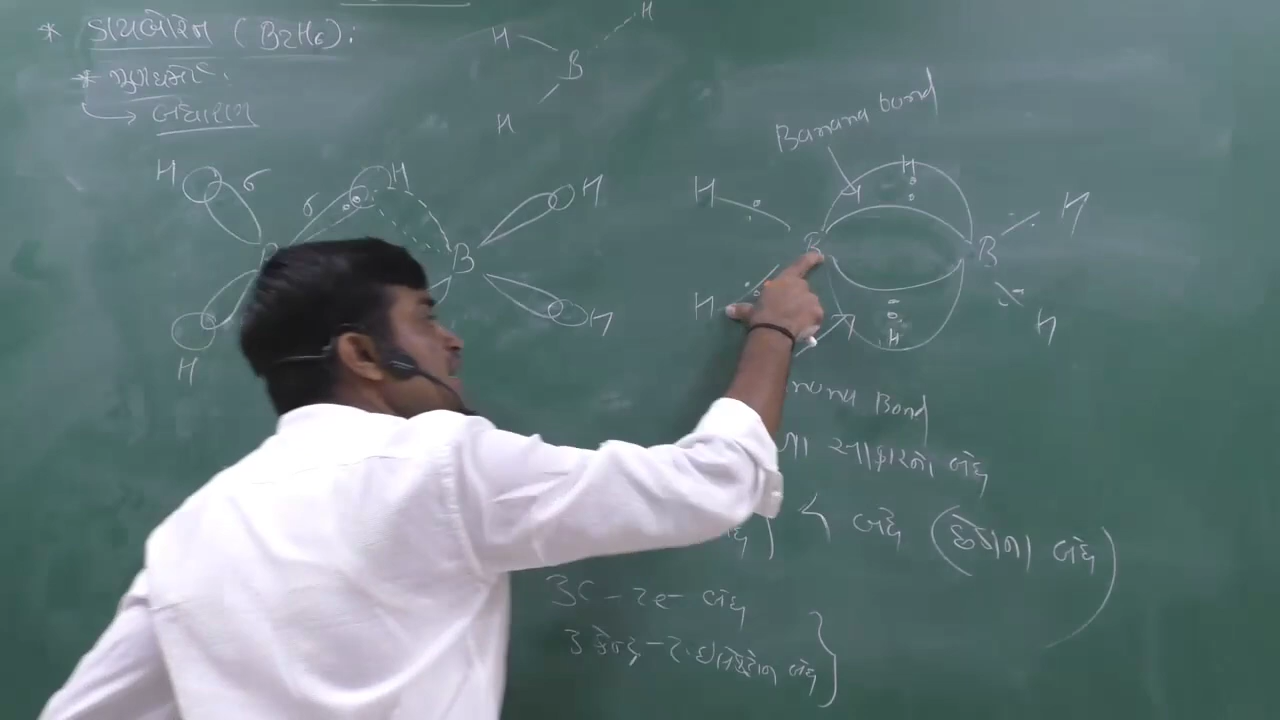 * ડાયબોરેન (B2H6):
* ગુણધર્મો.
→ બંધારણ
H
H
B
H
H
σ
σ
H
H
B
H
H
Banana bond
H
H
B
B
H
H
H
H
Bond
આકારનો બંધ
< બંધ (છેડાના બંધ)
3C-2e- બંધ
3 કેન્દ્ર-2 ઇલેક્ટ્રોન બંધ